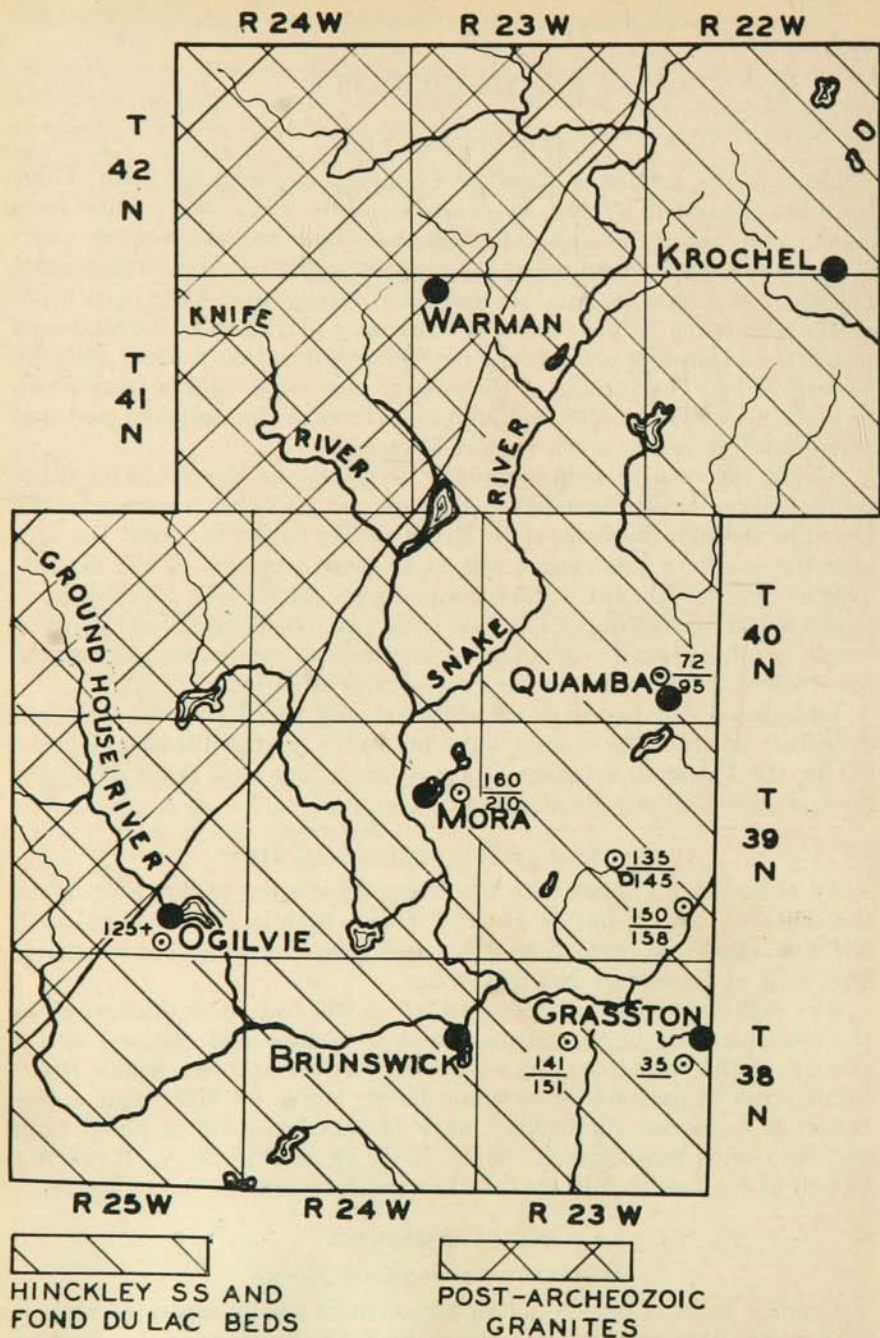 R 24 W R 23 W R 22 W
T
42
N
KROCHEL
WARMAN
KNIFE
RIVER
T
41
N
RIVER
GROUND HOUSE RIVER
T
40
N
SNAKE
QUAMBA 72
95
160
210
MORA
T
39
N
135
145
150
158
125+
OGILVIE
GRASSTON
BRUNSWICK
141
151
35
T
38
N
R 25 W R 24 W R 23 W
HINCKLEY SS AND
FOND DU LAC BEDS
POST-ARCHEOZOIC
GRANITES